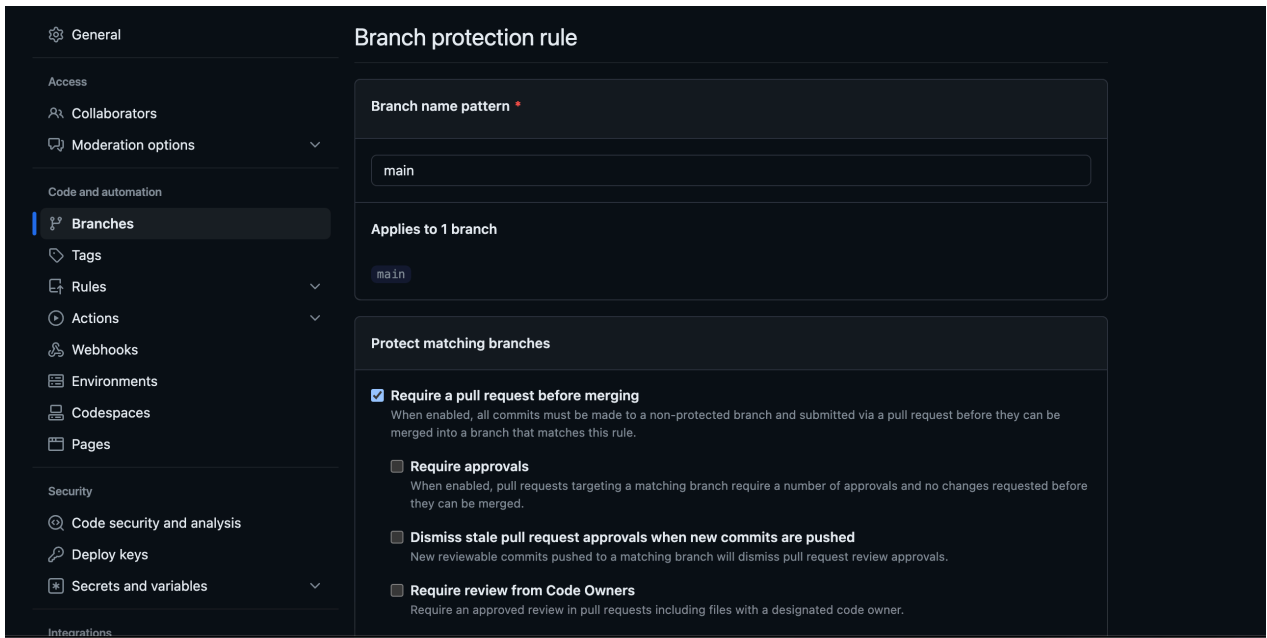 General
Access
Collaborators
Moderation options
Code and automation
Branches
Tags
Rules
Actions
Webhooks
Environments
Codespaces
Pages
Security
Code security and analysis
Deploy keys
Secrets and variables
Integrations
Branch protection rule
Branch name pattern *
main
Applies to 1 branch
main
Protect matching branches
Require a pull request before merging
When enabled, all commits must be made to a non-protected branch and submitted via a pull request before they can be
merged into a branch that matches this rule.
Require approvals
When enabled, pull requests targeting a matching branch require a number of approvals and no changes requested before
they can be merged.
Dismiss stale pull request approvals when new commits are pushed
New reviewable commits pushed to a matching branch will dismiss pull request review approvals.
Require review from Code Owners
Require an approved review in pull requests including files with a designated code owner.